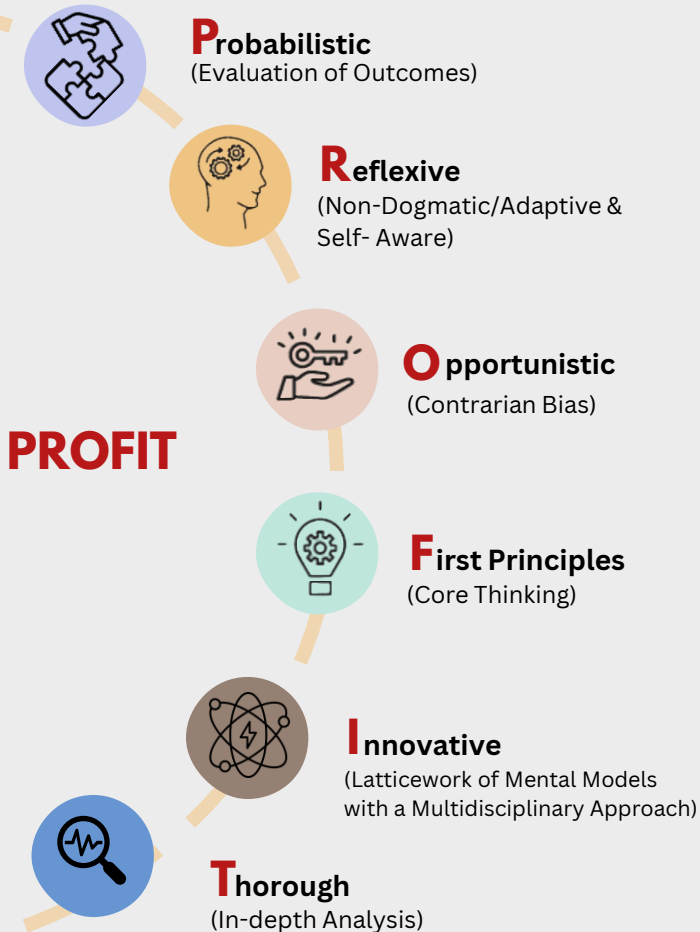 Probabilistic
(Evaluation of Outcomes)
Reflexive
(Non-Dogmatic/Adaptive &
Self- Aware)
Opportunistic
(Contrarian Bias)
PROFIT
First Principles
(Core Thinking)
Innovative
(Latticework of Mental Models
with a Multidisciplinary Approach)
Thorough
(In-depth Analysis)